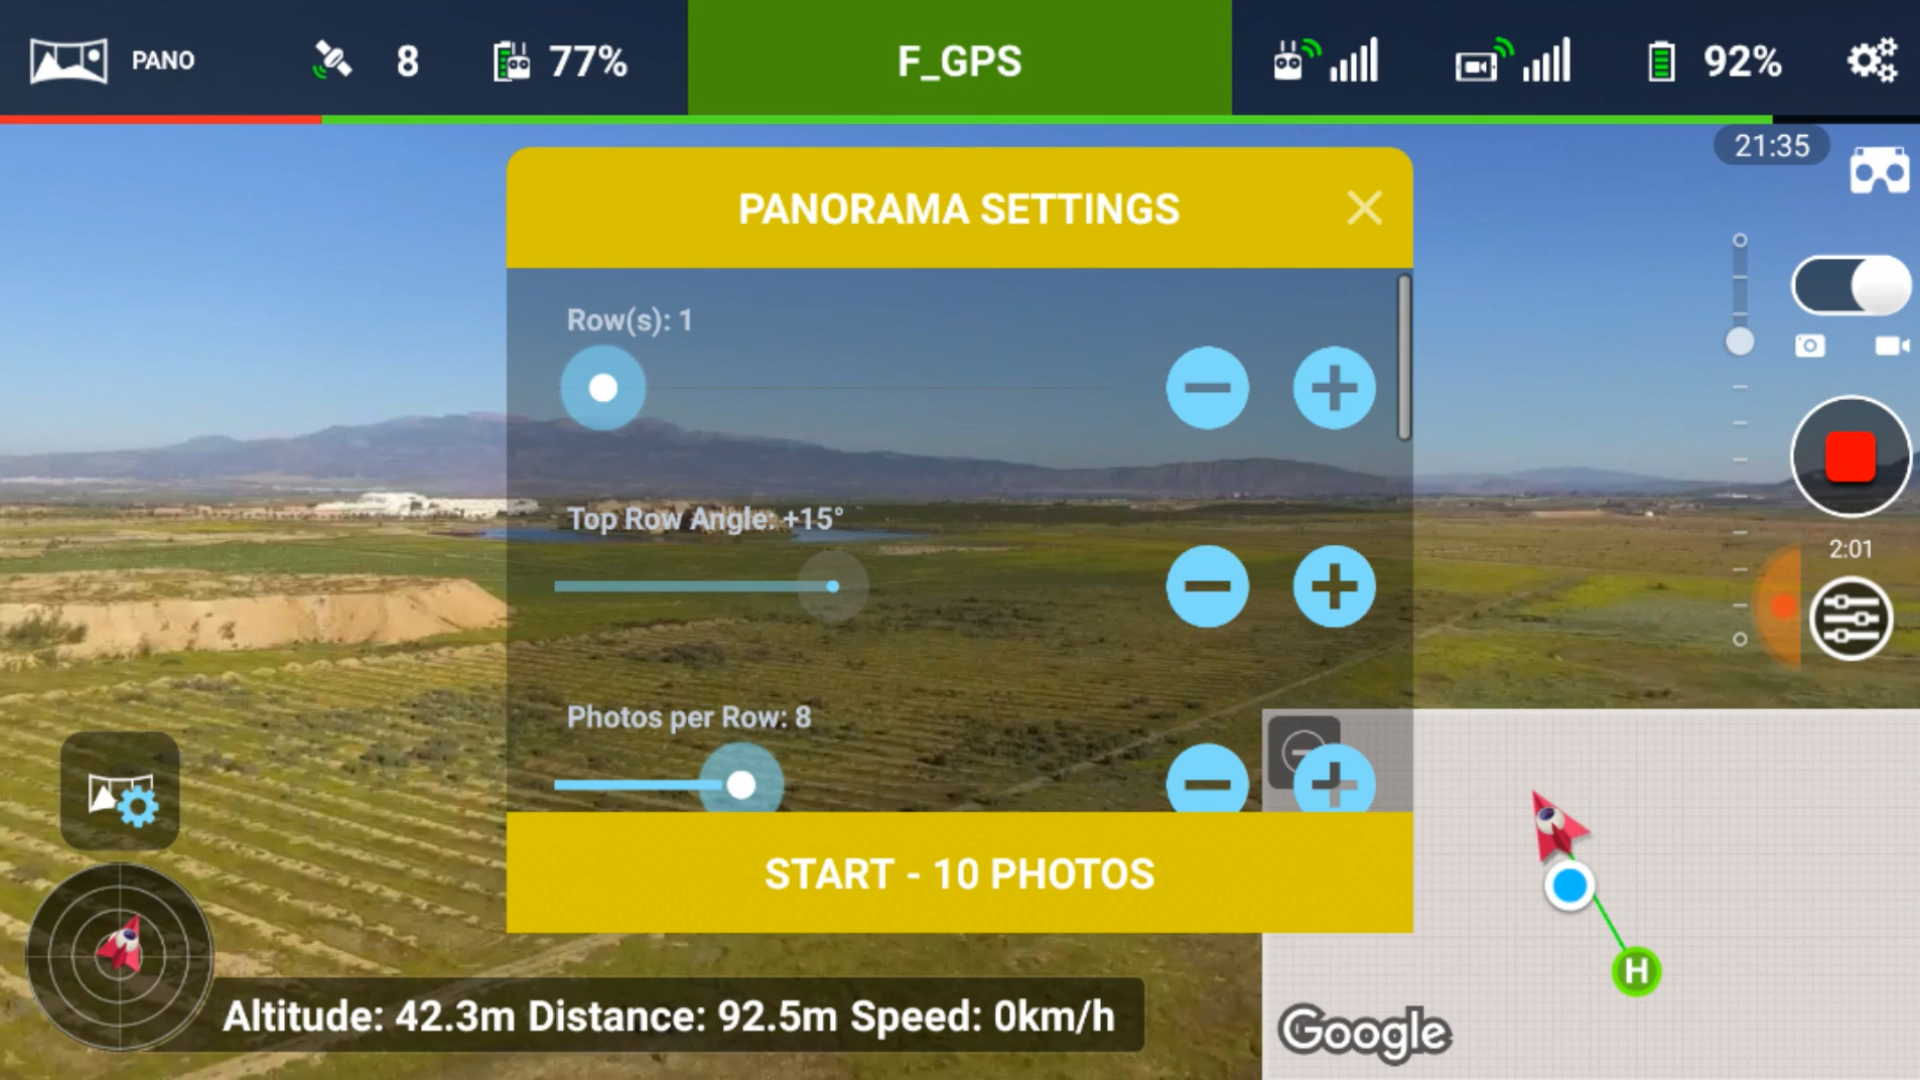 PANO
8
77%
F_GPS
92%
21:35
PANORAMA SETTINGS
Row(s): 1
Top Row Angle: +15°
2:01
Photos per Row: 8
START - 10 PHOTOS
H
Altitude: 42.3m Distance: 92.5m Speed: 0km/h
Google